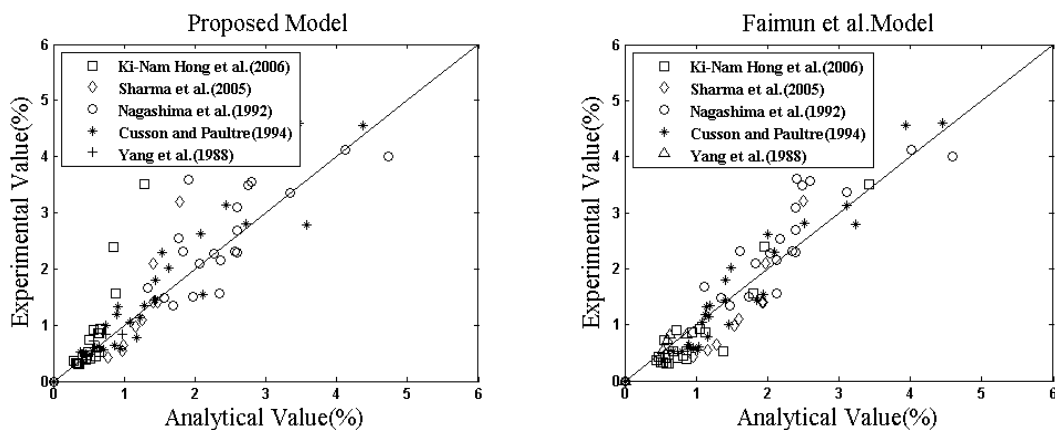 Proposed Model
6
5
4
3
2
1
0
0
1
2
3
4
5
6
Experimental Value(%)
Analytical Value(%)
Ki-Nam Hong et al.(2006)
Sharma et al.(2005)
Nagashima et al.(1992)
Cusson and Paultre(1994)
Yang et al.(1988)
Faimun et al.Model
6
5
4
3
2
1
0
0
1
2
3
4
5
6
Experimental Value(%)
Analytical Value(%)
Ki-Nam Hong et al.(2006)
Sharma et al.(2005)
Nagashima et al.(1992)
Cusson and Paultre(1994)
Yang et al.(1988)